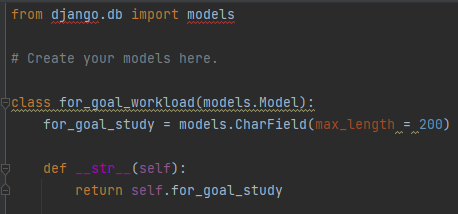 from django.db import models
# Create your models here.
class for_goal_workload(models.Model):
for_goal_study = models.CharField(max_length = 200)
def __str__(self):
return self.for_goal_study